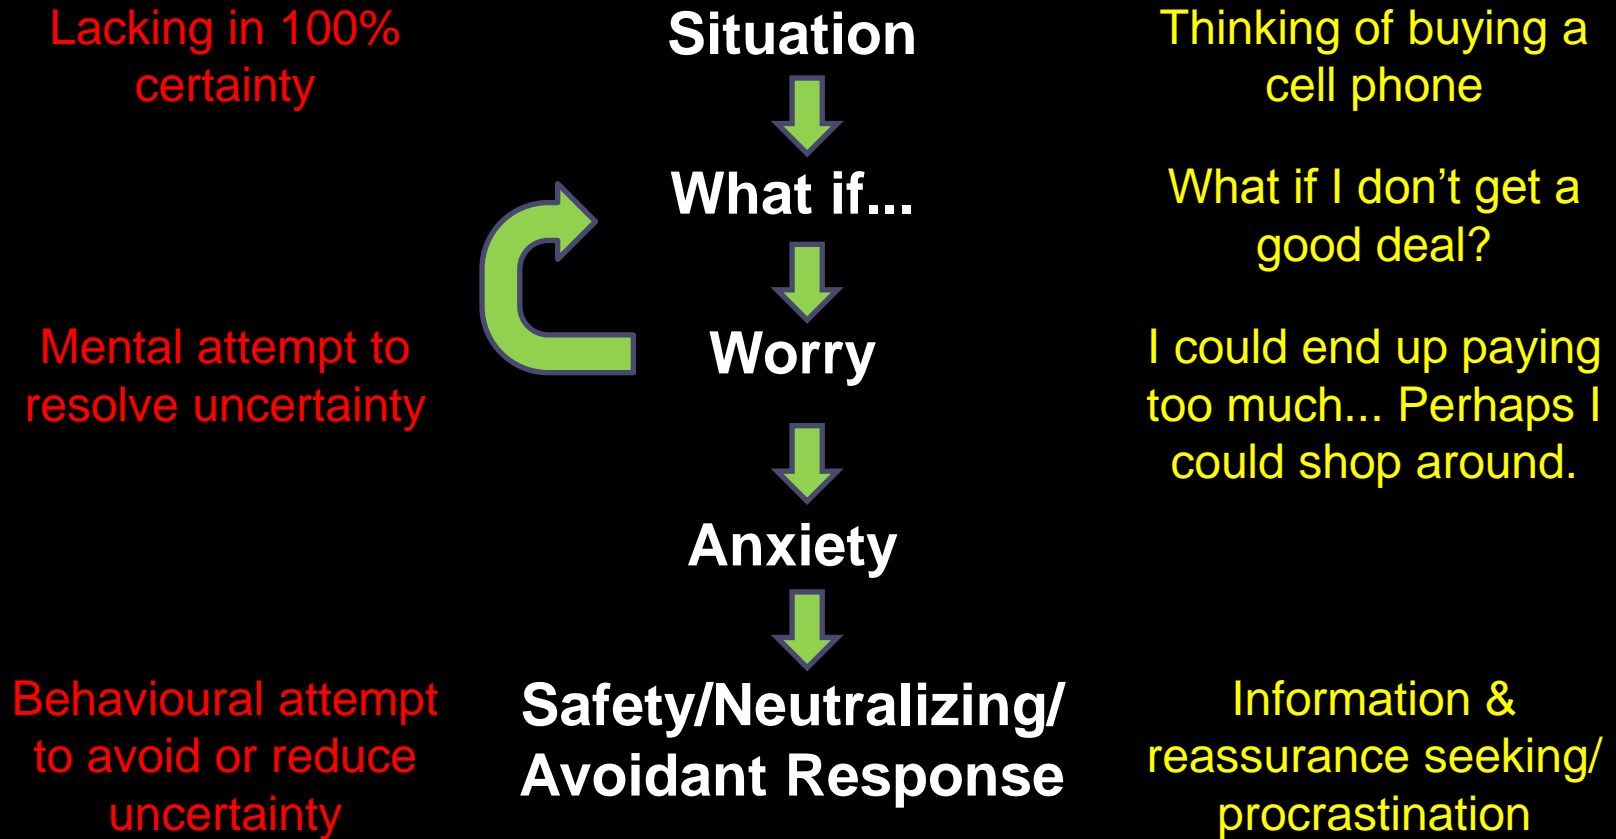 Lacking in 100%
certainty
Situation
Thinking of buying a
cell phone
What if...
What if I don’t get a
good deal?
Mental attempt to
resolve uncertainty
Worry
I could end up paying
too much... Perhaps I
could shop around.
Anxiety
Behavioural attempt
to avoid or reduce
uncertainty
Safety/Neutralizing/
Avoidant Response
Information &
reassurance seeking/
procrastination